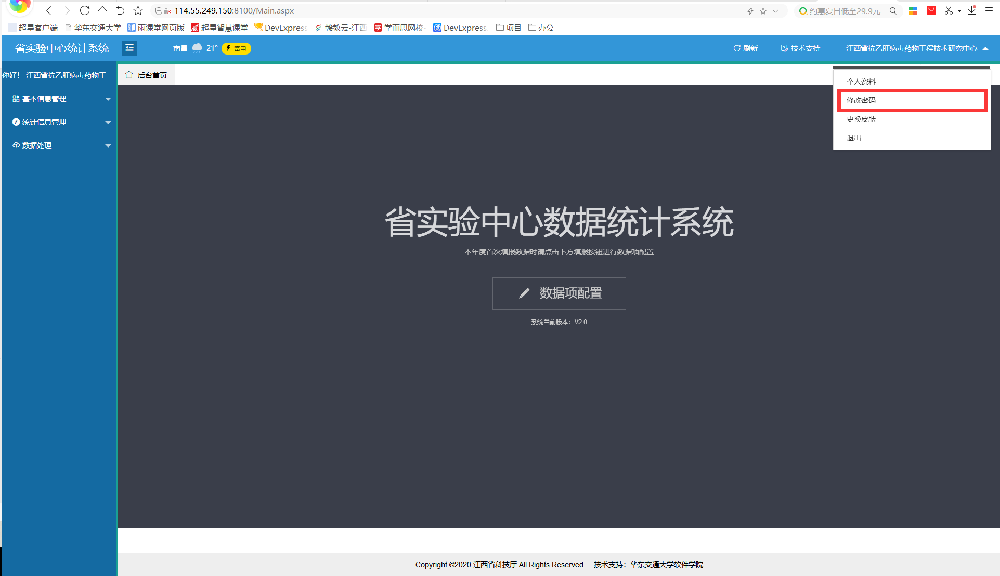 114.55.249.150:8100/Main.aspx
约惠夏日低至29.9元
超星客户端 华东交通大学 雨课堂网页版 超星智慧课堂 DevExpress 赣教云-江西 学而思网校- DevExpress. 项目 办公
省实验中心统计系统 南昌 21° 雷电 刷新 技术支持 江西省抗乙肝病毒药物工程技术研究中心
你好! 江西省抗乙肝病毒药物工
后台首页
个人资料
修改密码
更换皮肤
退出
基本信息管理
统计信息管理
数据处理
省实验中心数据统计系统
本年度首次填报数据时请点击下方填报按钮进行数据项配置
数据项配置
系统当前版本：V2.0
Copyright ©2020 江西省科技厅 All Rights Reserved 技术支持：华东交通大学软件学院